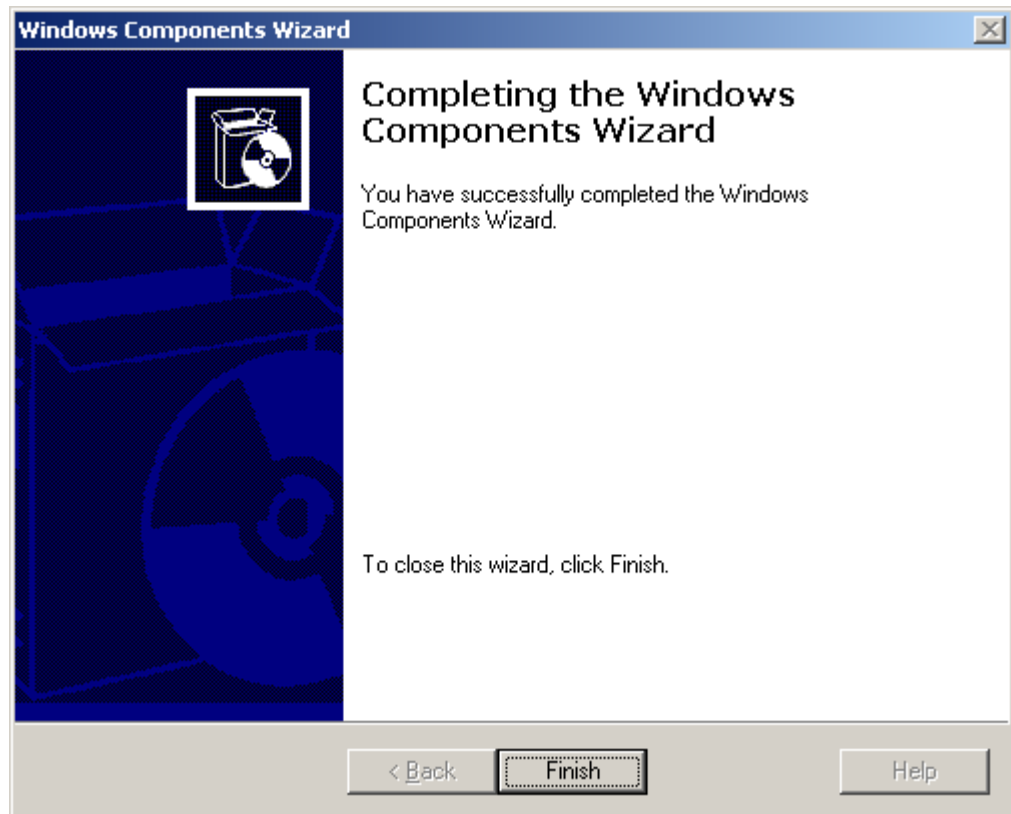 Windows Components Wizard
Completing the Windows
Components Wizard
You have successfully completed the Windows
Components Wizard.
To close this wizard, click Finish.
< Back
Finish
Help